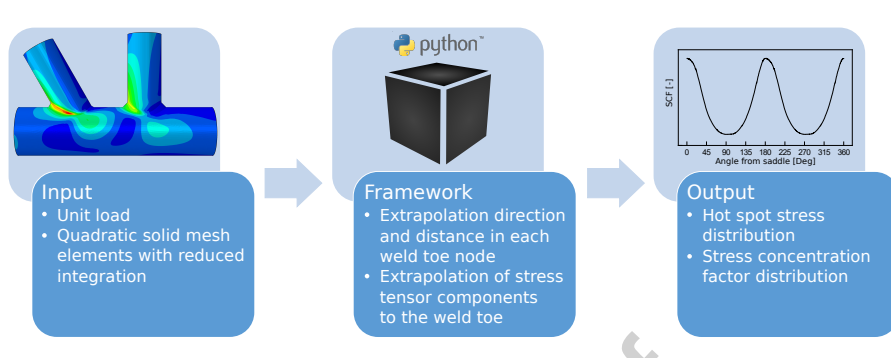 python™
SCF [-]
0 45 90 135 180 225 270 315 360
Angle from saddle [Deg]
Input
• Unit load
• Quadratic solid mesh
elements with reduced
integration
Framework
• Extrapolation direction
and distance in each
weld toe node
• Extrapolation of stress
tensor components
to the weld toe
Output
• Hot spot stress
distribution
• Stress concentration
factor distribution